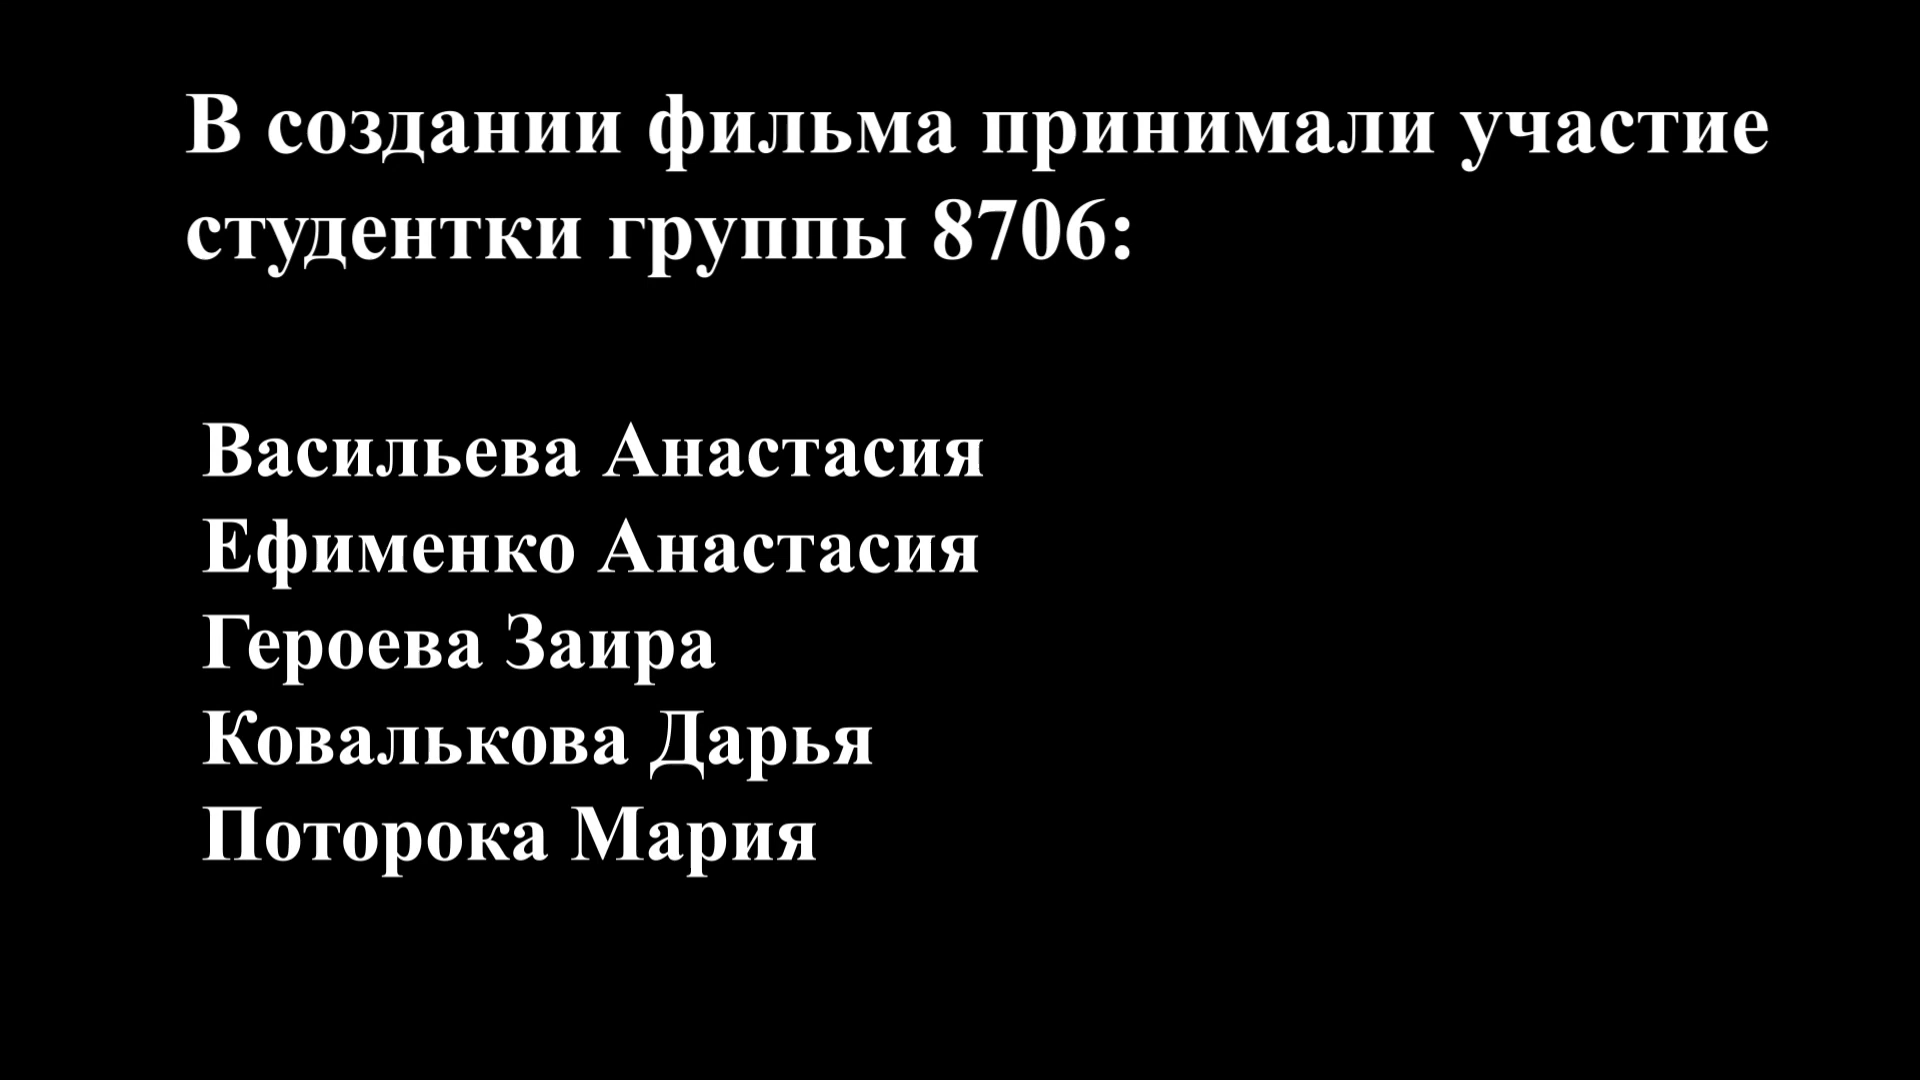 В создании фильма принимали участие
студентки группы 8706:
Васильева Анастасия
Ефименко Анастасия
Героева Заира
Ковалькова Дарья
Поторока Мария